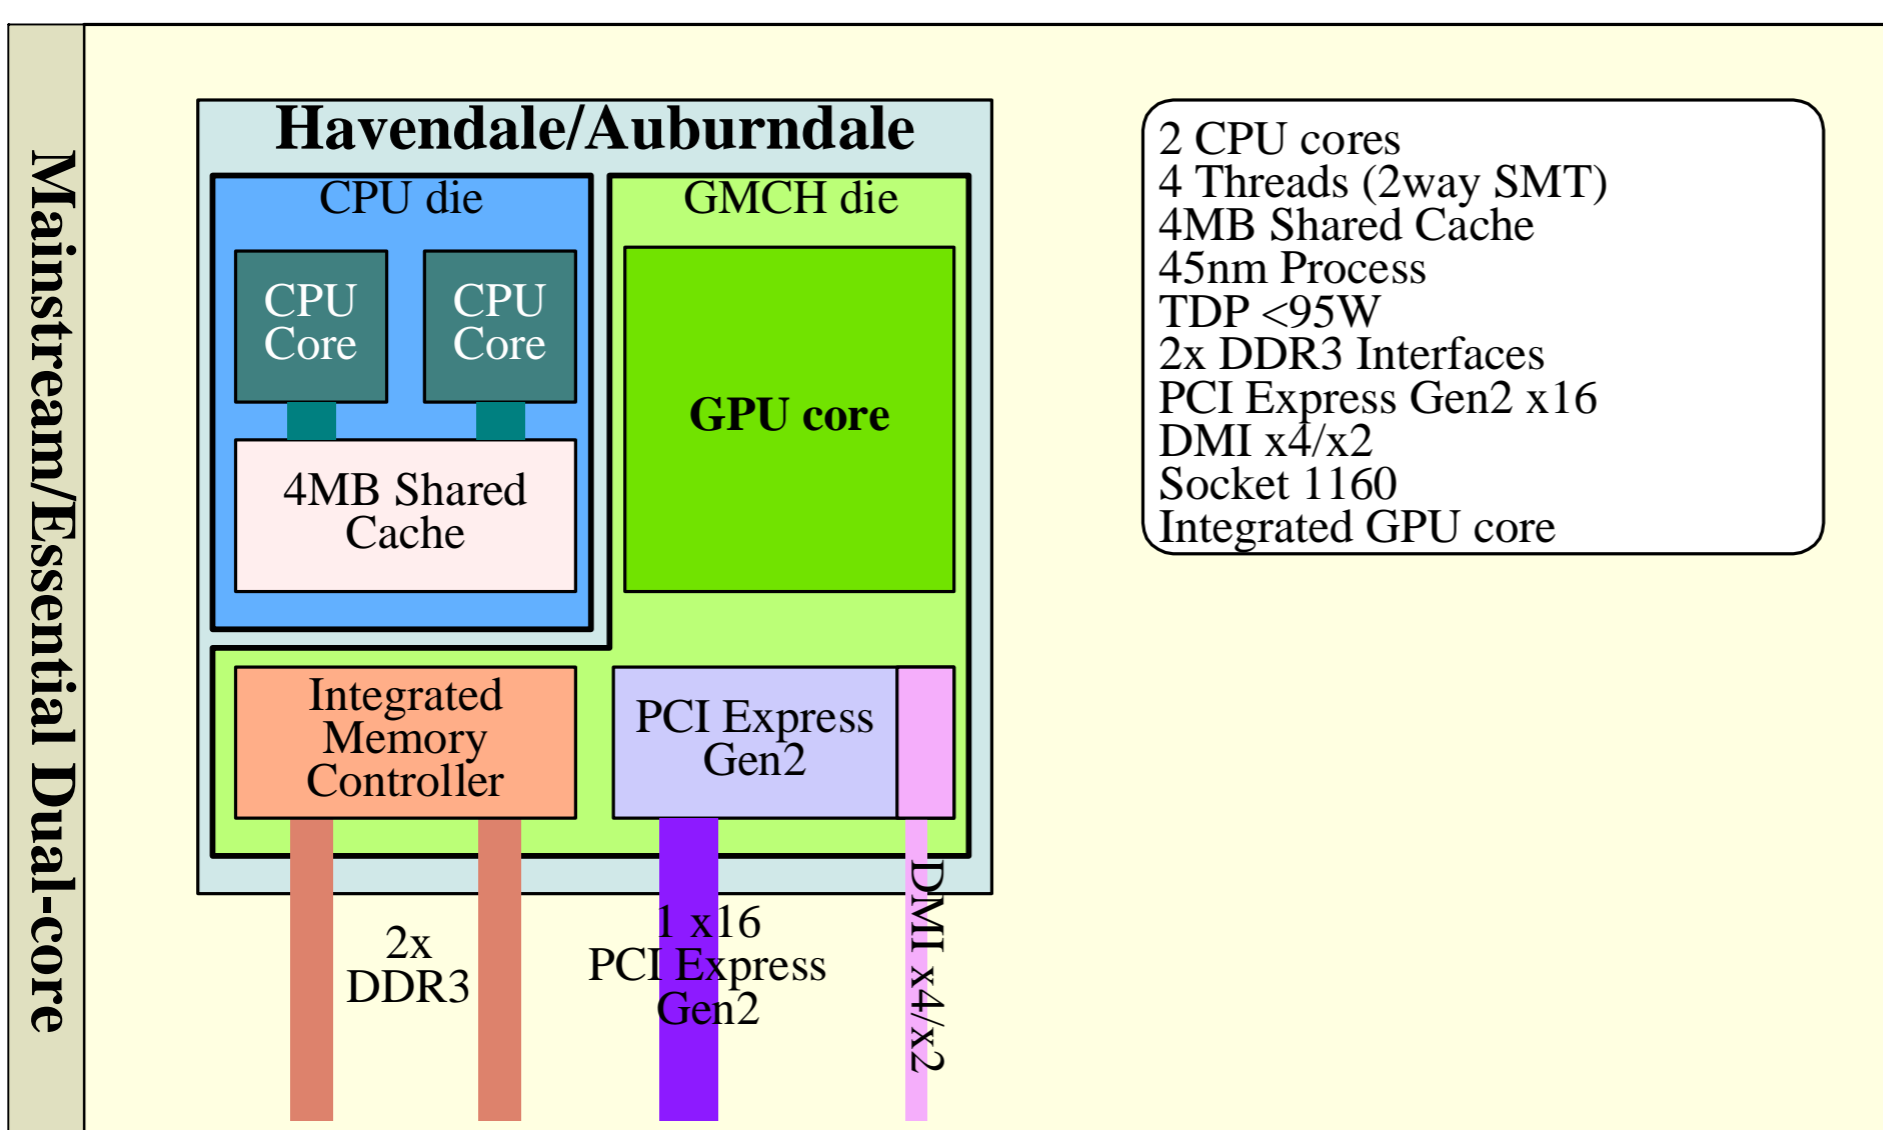 Mainstream/Essential Dual-core
Havendale/Auburndale
CPU die
GMCH die
CPU
Core
CPU
Core
GPU core
4MB Shared
Cache
Integrated
Memory
Controller
PCI Express
Gen2
2x
DDR3
1 x16
PCI Express
Gen2
DMI x4/x2
2 CPU cores
4 Threads (2way SMT)
4MB Shared Cache
45nm Process
TDP <95W
2x DDR3 Interfaces
PCI Express Gen2 x16
DMI x4/x2
Socket 1160
Integrated GPU core